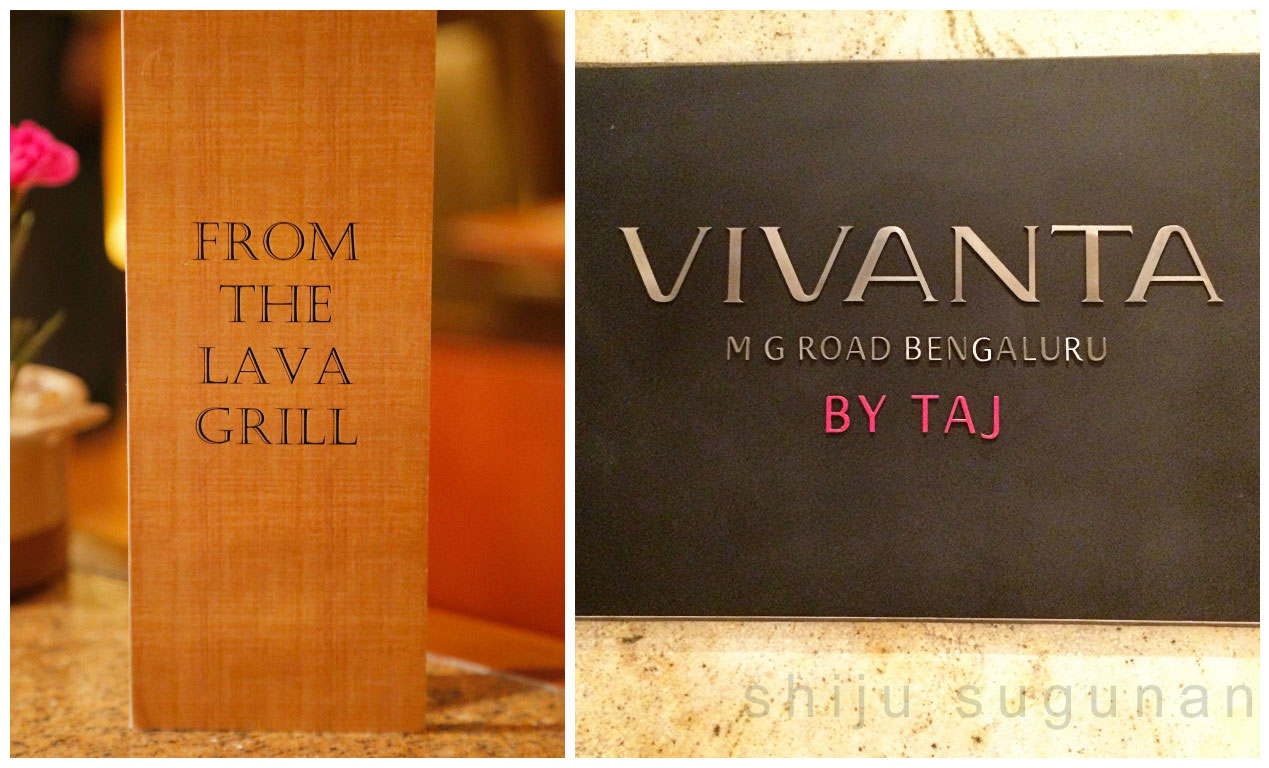 FROM
THE
LAVA
GRILL
VIVANTA
M G ROAD BENGALURU
BY TAJ
shiju sugunan